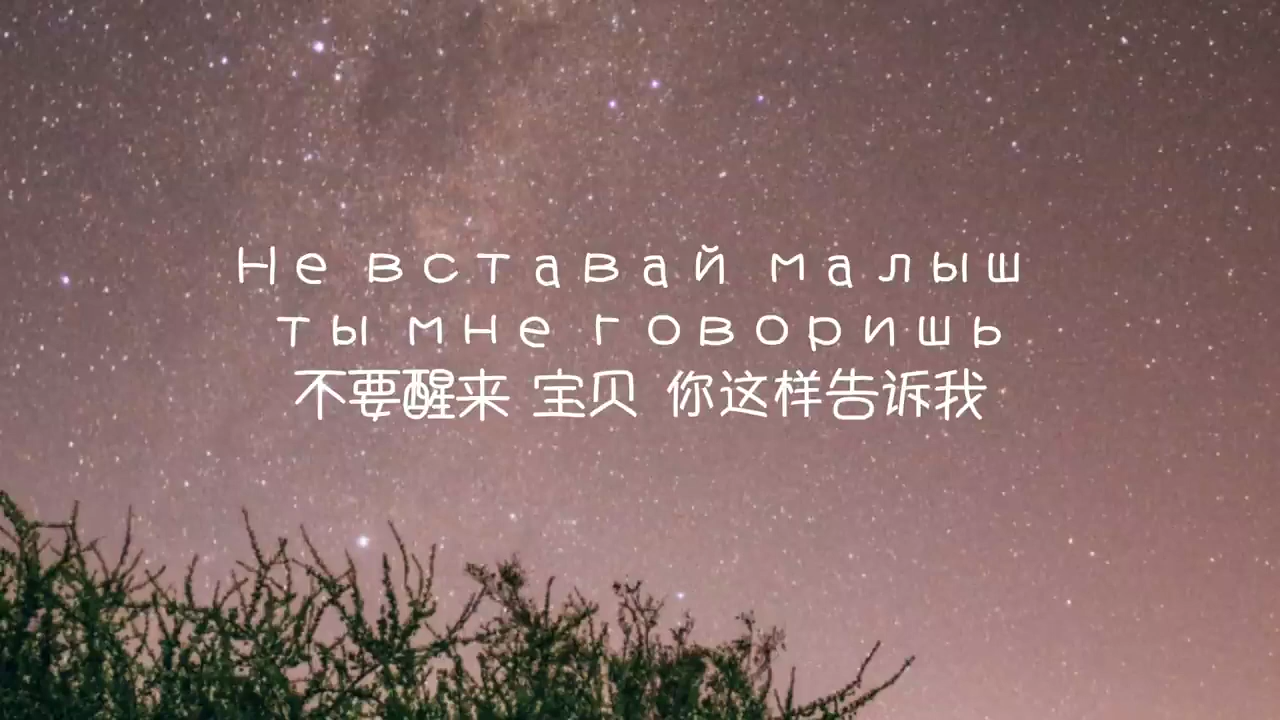 Не вставай малыш
ты мне говоришь
不要醒来 宝贝 你这样告诉我